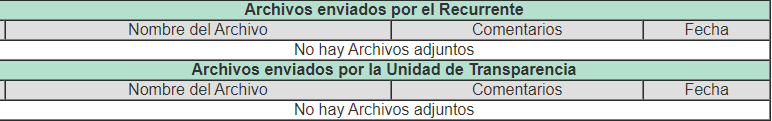 Archivos enviados por el Recurrente
Nombre del Archivo Comentarios Fecha
No hay Archivos adjuntos
Archivos enviados por la Unidad de Transparencia
Nombre del Archivo Comentarios Fecha
No hay Archivos adjuntos